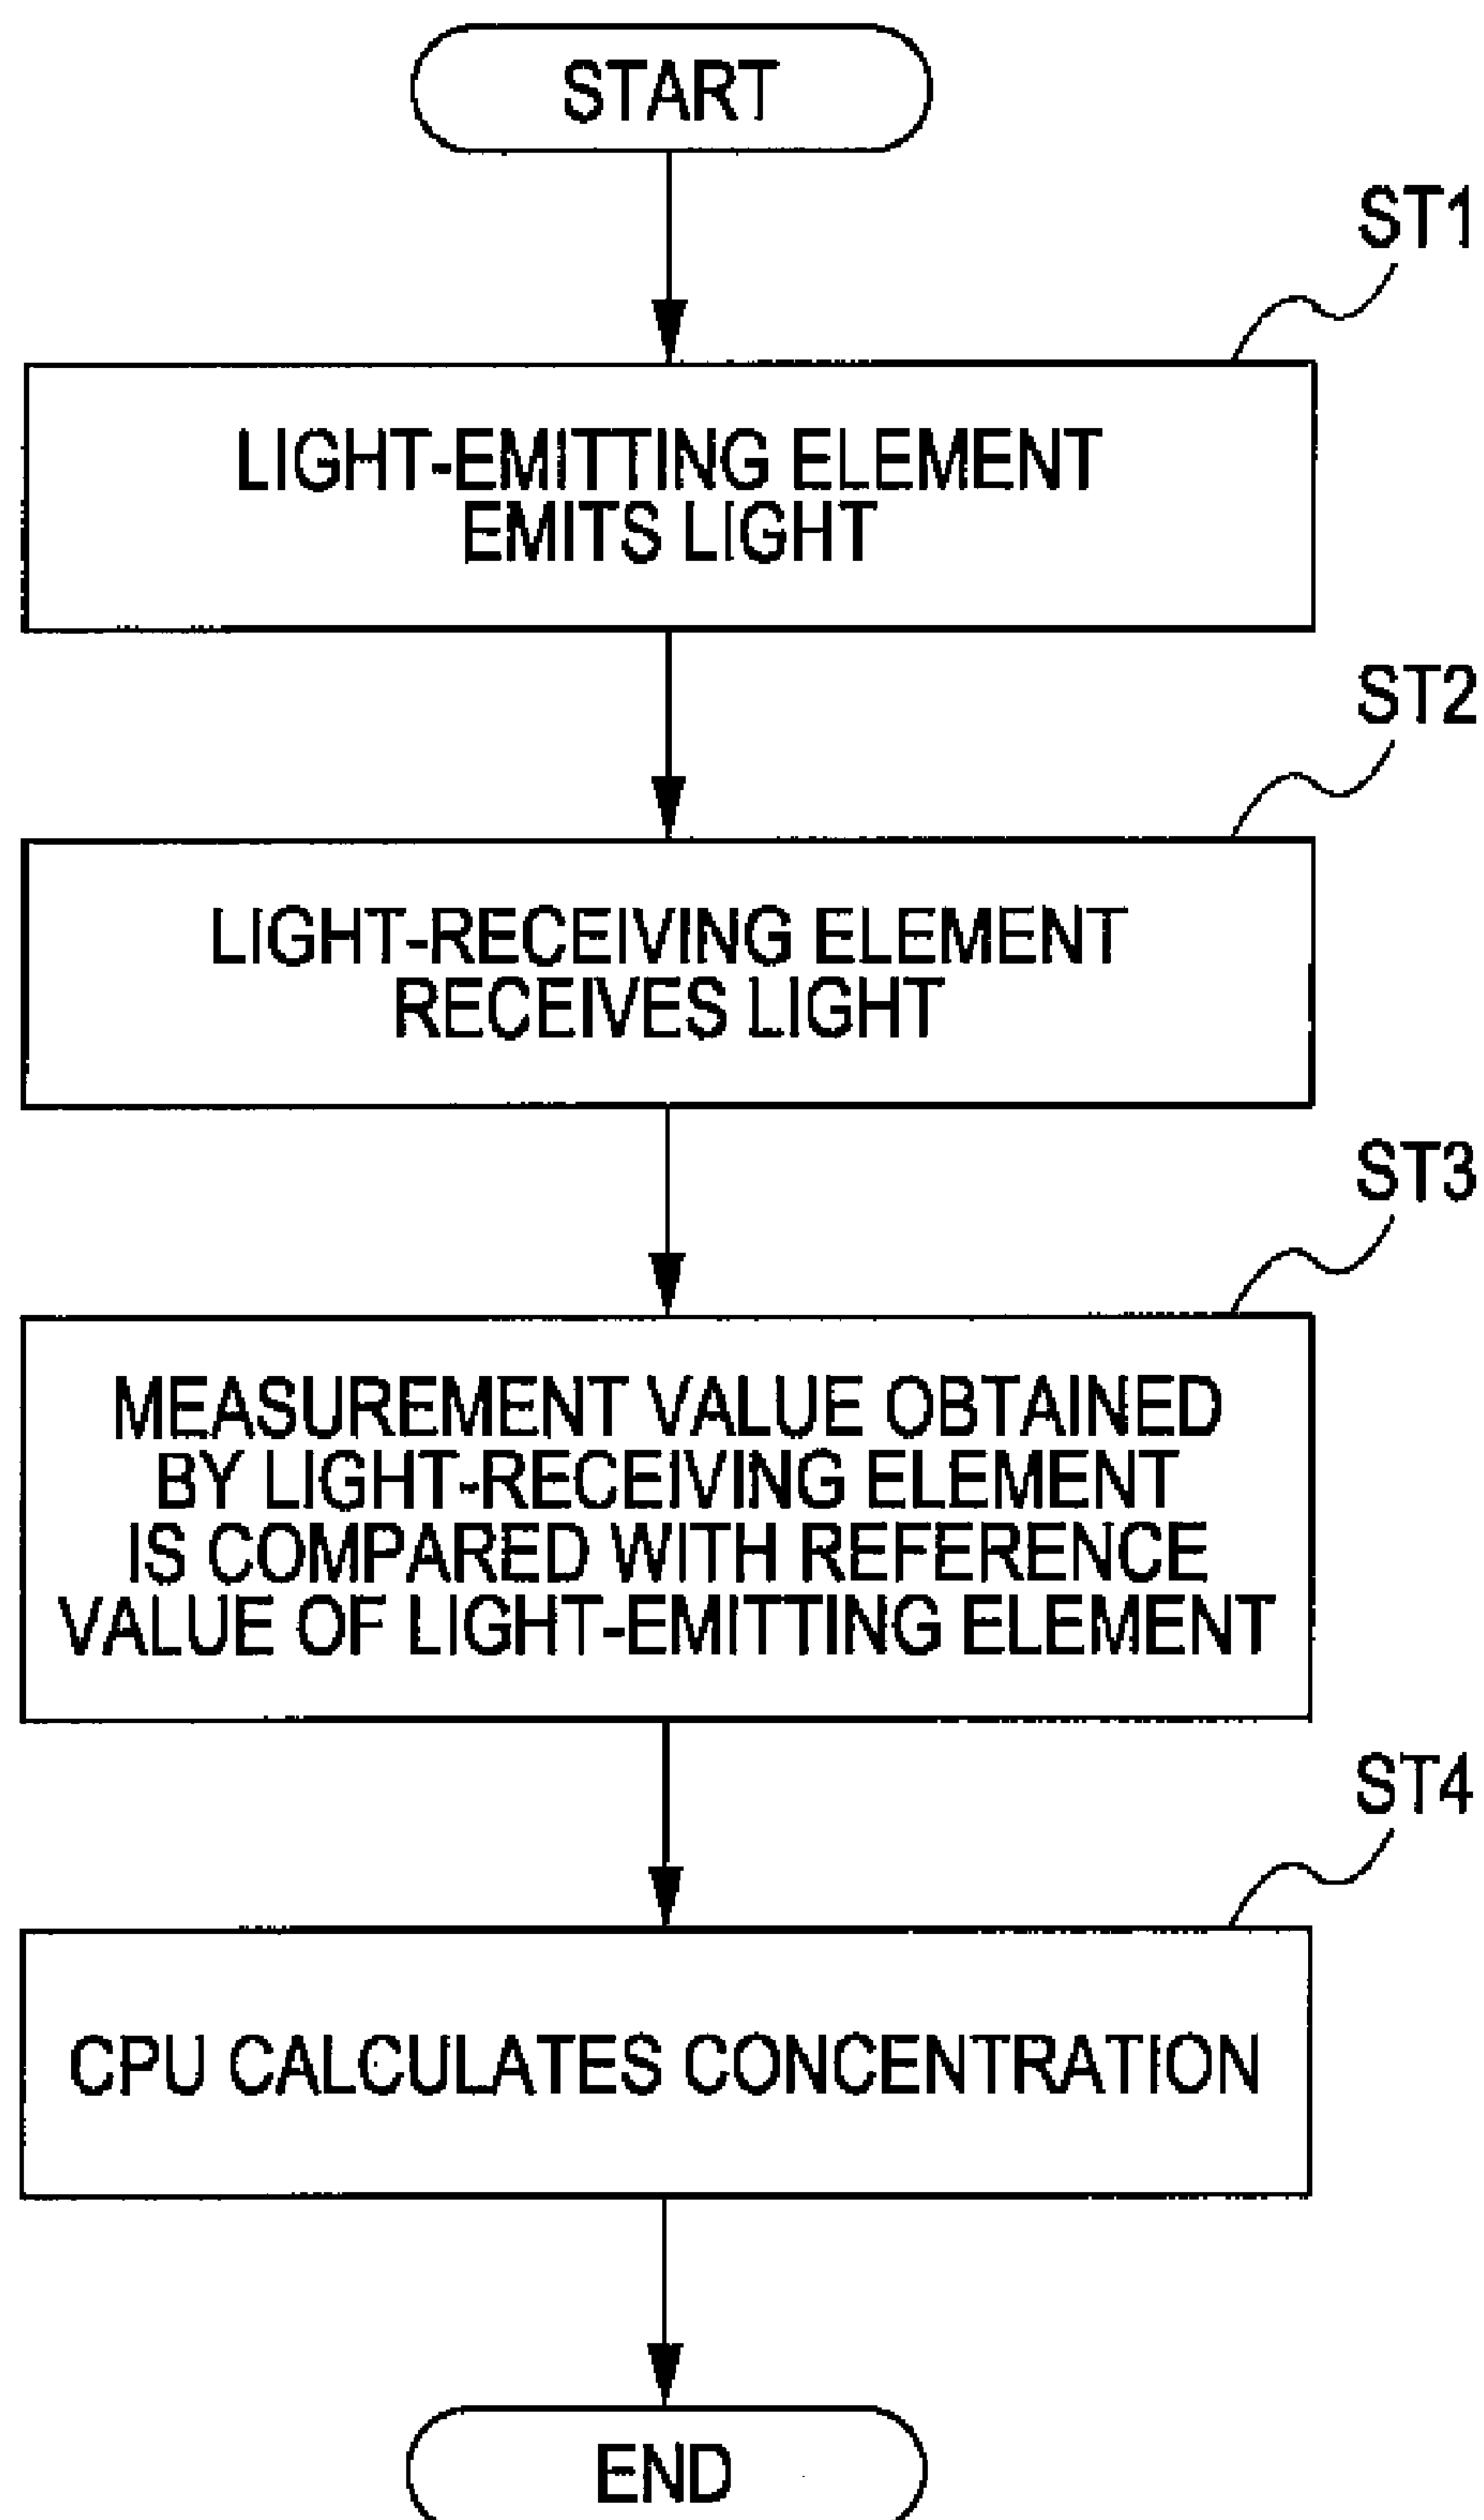 START
ST1
LIGHT-EMITTING ELEMENT
EMITS LIGHT
ST2
LIGHT-RECEIVING ELEMENT
RECEIVES LIGHT
ST3
MEASUREMENT VALUE OBTAINED
BY LIGHT-RECEIVING ELEMENT
IS COMPARED WITH REFERENCE
VALUE OF LIGHT-EMITTING ELEMENT
ST4
CPU CALCULATES CONCENTRATION
END